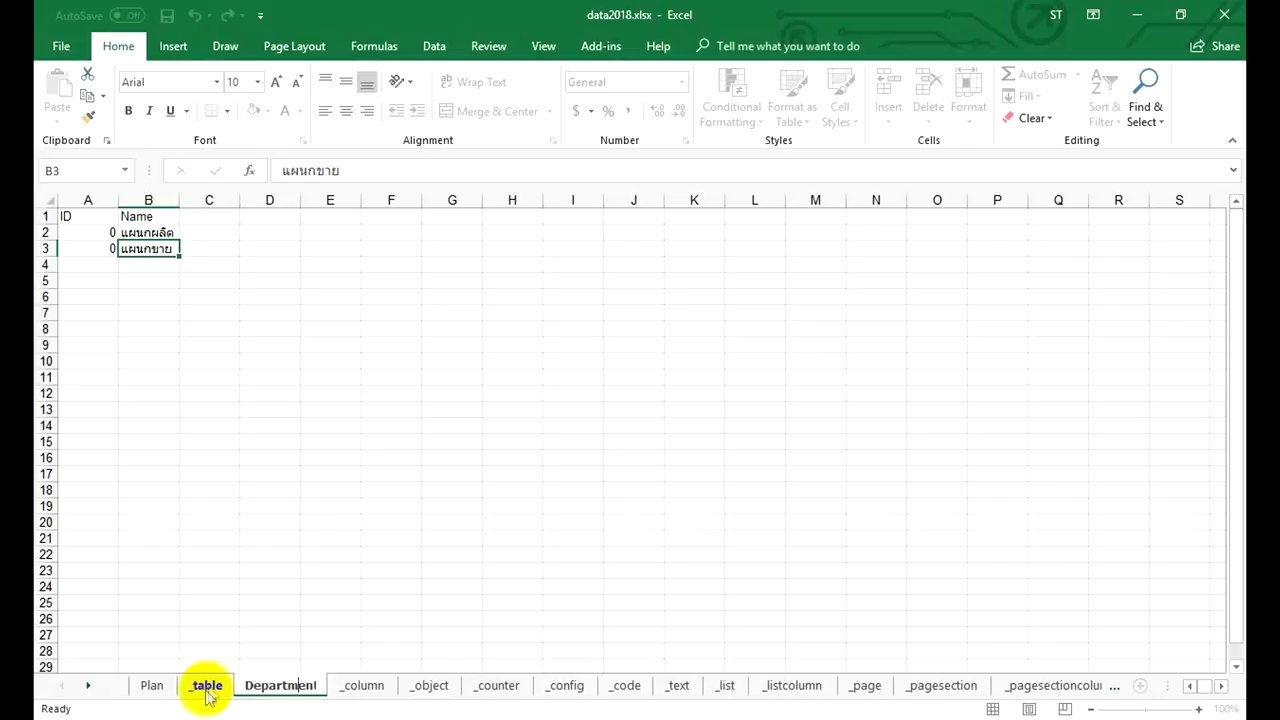 AutoSave Off data2018.xlsx - Excel ST
File Home Insert Draw Page Layout Formulas Data Review View Add-ins Help Tell me what you want to do Share
Paste Arial 10 Wrap Text General Conditional Formatting Format as Table Cell Styles Insert Delete Format AutoSum Sort & Filter Find & Select
B I U Merge & Center $ % , Fill
Clear
Clipboard Font Alignment Number Styles Cells Editing
B3 fx แผนกขาย
A B C D E F G H I J K L M N O P Q R S
1 ID Name
2 0 แผนกผลิต
3 0 แผนกขาย
4
5
6
7
8
9
10
11
12
13
14
15
16
17
18
19
20
21
22
23
24
25
26
27
28
29
Plan _table Department _column _object _counter _config _code _text _list _listcolumn _page _pagesection _pagesectioncolu ...
Ready 100%